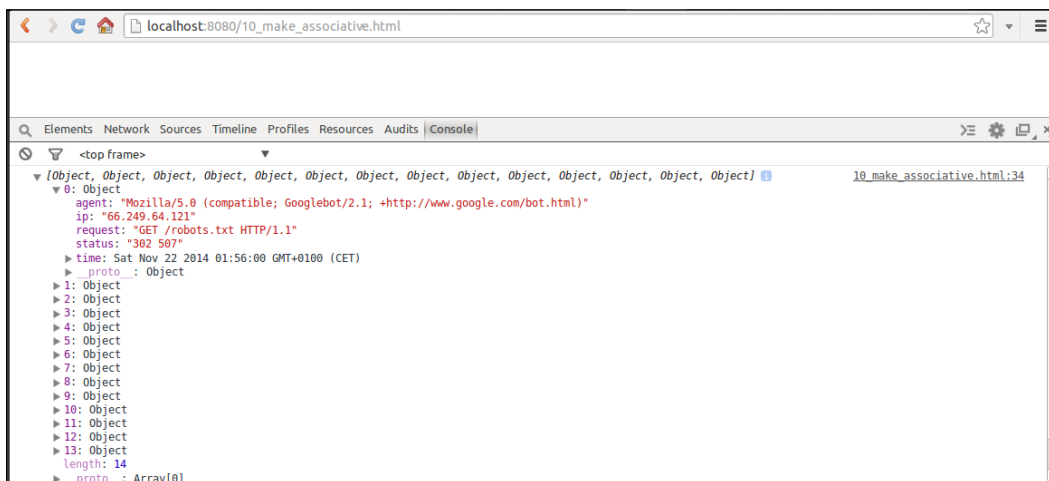 localhost:8080/10_make_associative.html
Elements Network Sources Timeline Profiles Resources Audits Console
<top frame>
[Object, Object, Object, Object, Object, Object, Object, Object, Object, Object, Object, Object, Object, Object] i 10_make_associative.html:34
0: Object
agent: "Mozilla/5.0 (compatible; Googlebot/2.1; +http://www.google.com/bot.html)"
ip: "66.249.64.121"
request: "GET /robots.txt HTTP/1.1"
status: "302 507"
time: Sat Nov 22 2014 01:56:00 GMT+0100 (CET)
__proto__: Object
1: Object
2: Object
3: Object
4: Object
5: Object
6: Object
7: Object
8: Object
9: Object
10: Object
11: Object
12: Object
13: Object
length: 14
__proto__: Array[0]